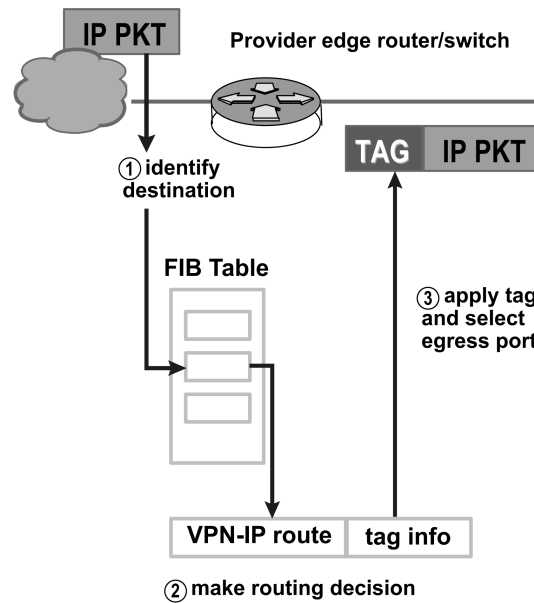 IP PKT
Provider edge router/switch
TAG IP PKT
① identify
destination
FIB Table
③ apply tag
and select
egress port
VPN-IP route tag info
② make routing decision